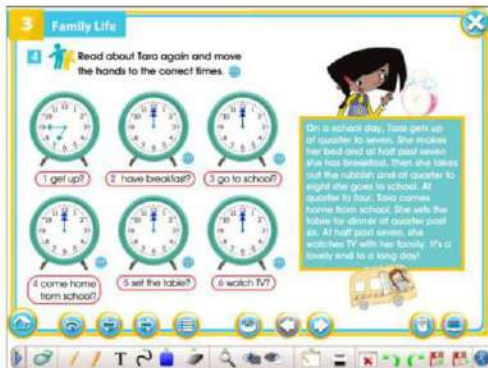 3 Family Life
4 Read about Tara again and move
the hands to the correct times.
1 get up?
2 have breakfast?
3 go to school?
4 come home
from school?
5 set the table?
6 watch TV?
On a school day, Tara gets up
at quarter to seven. She makes
her bed and at half past seven
she has breakfast. Then she takes
out the rubbish and at quarter to
eight she goes to school. At
quarter to four, Tara comes
home from school. She sets the
table for dinner at quarter past
six. At half past seven, she
watches TV with her family. It's a
lovely end to a long day!
T